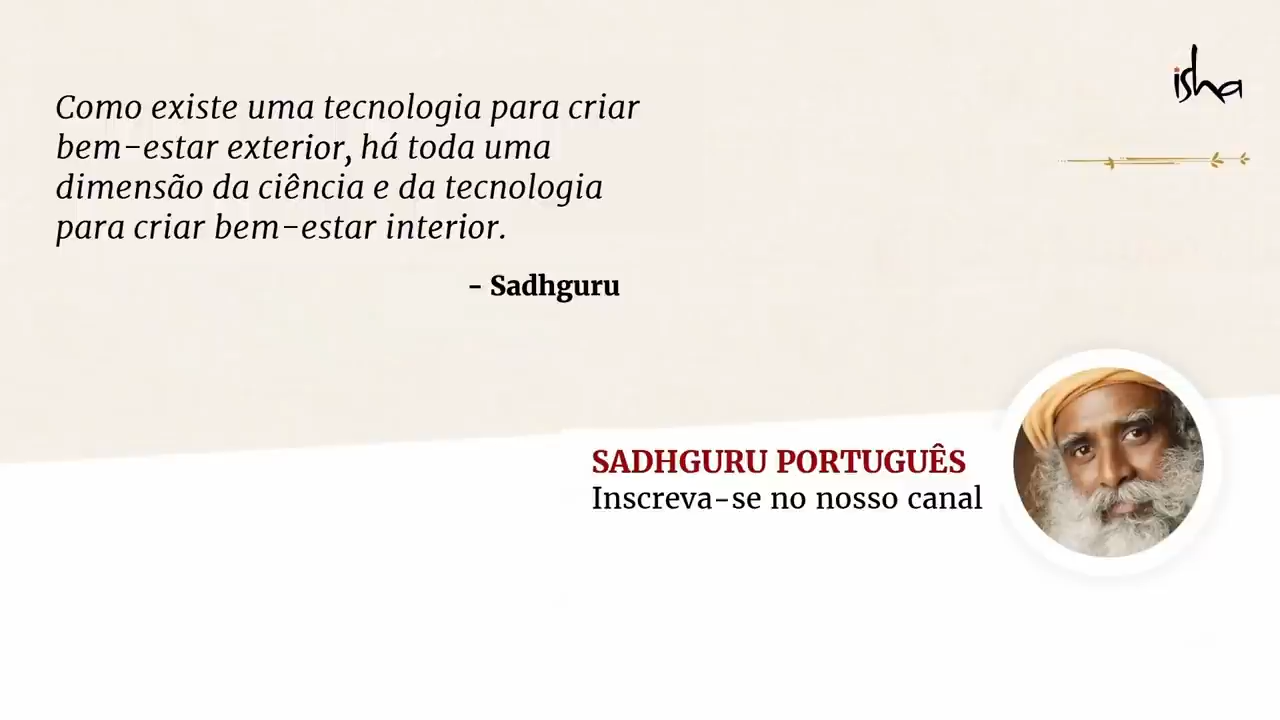 isha
Como existe uma tecnologia para criar
bem-estar exterior, há toda uma
dimensão da ciência e da tecnologia
para criar bem-estar interior.
- Sadhguru
SADHGURU PORTUGUÊS
Inscreva-se no nosso canal